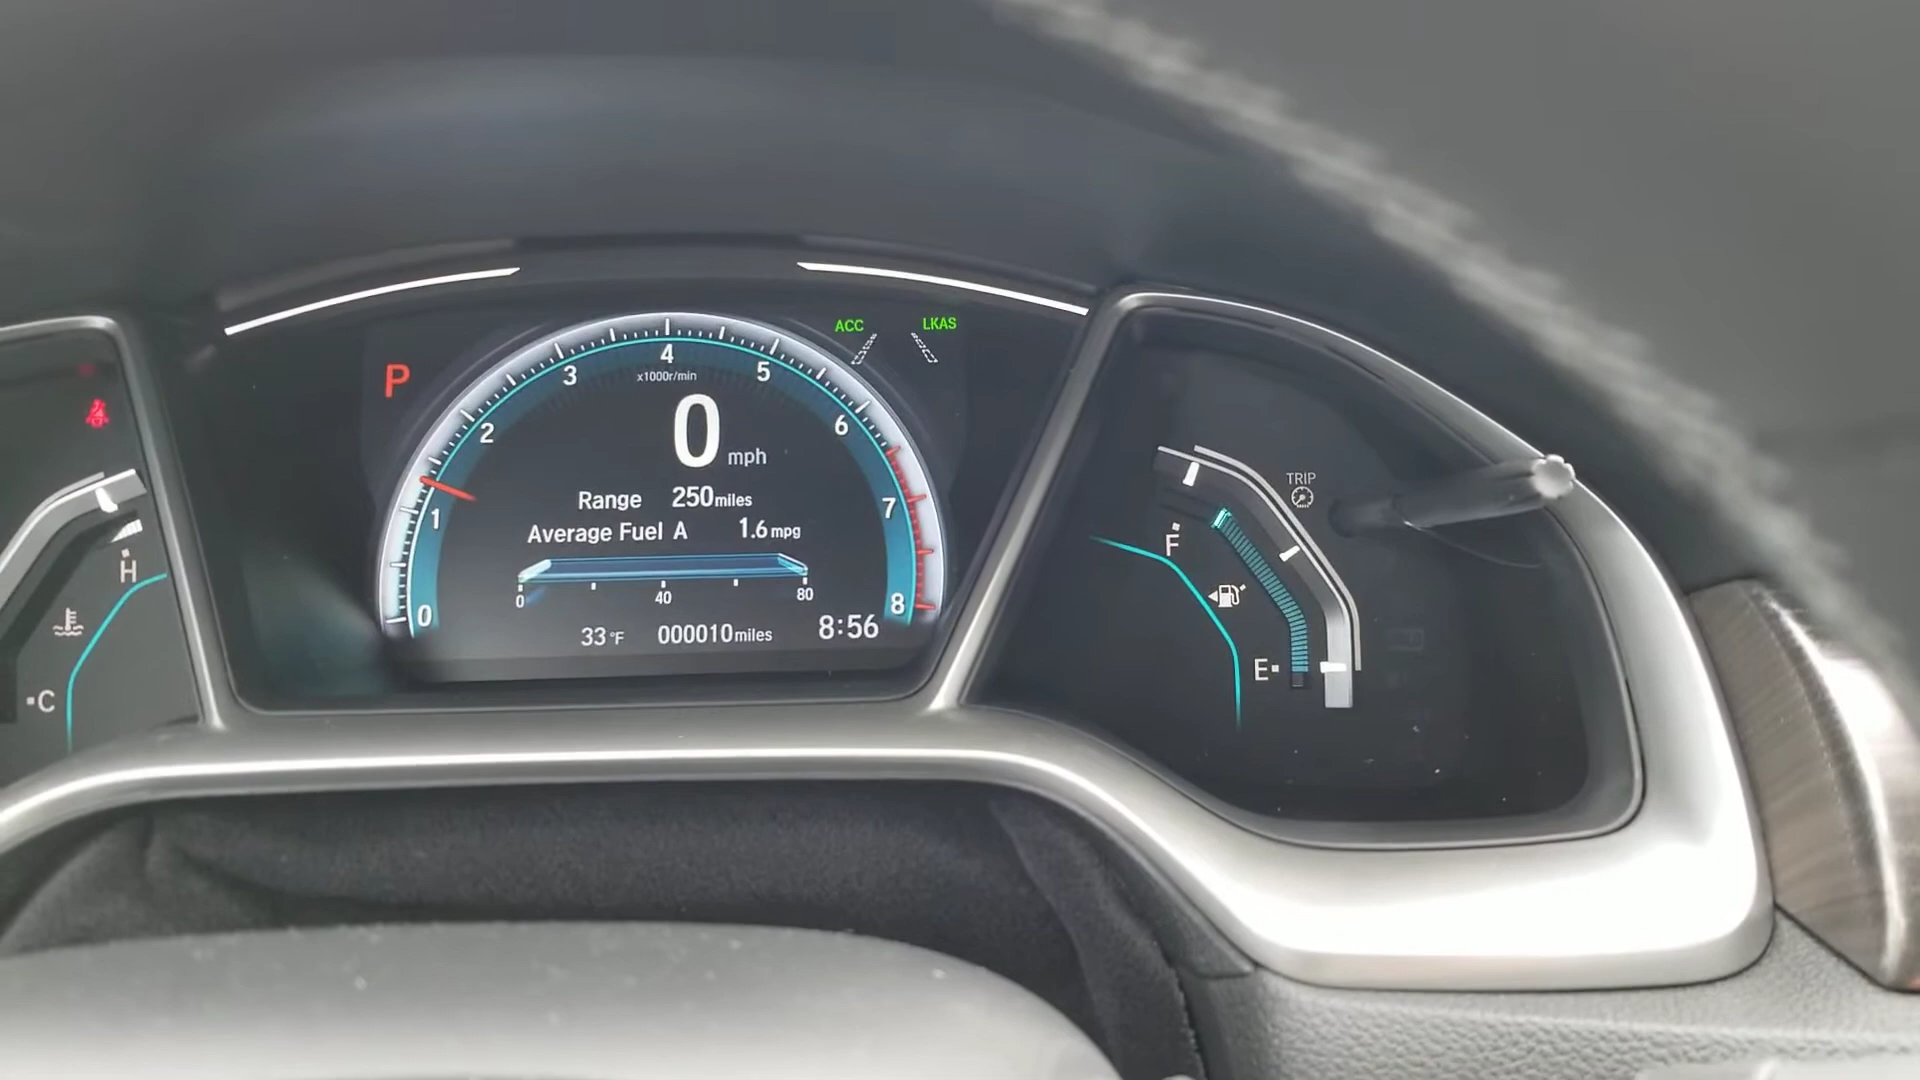 ACC LKAS
P
4
3 5
x1000r/min
2 6
0 mph
Range 250miles
Average Fuel A 1.6mpg
1 7
0 40 80
0 8
33°F 000010miles 8:56
H
C
TRIP
F
E